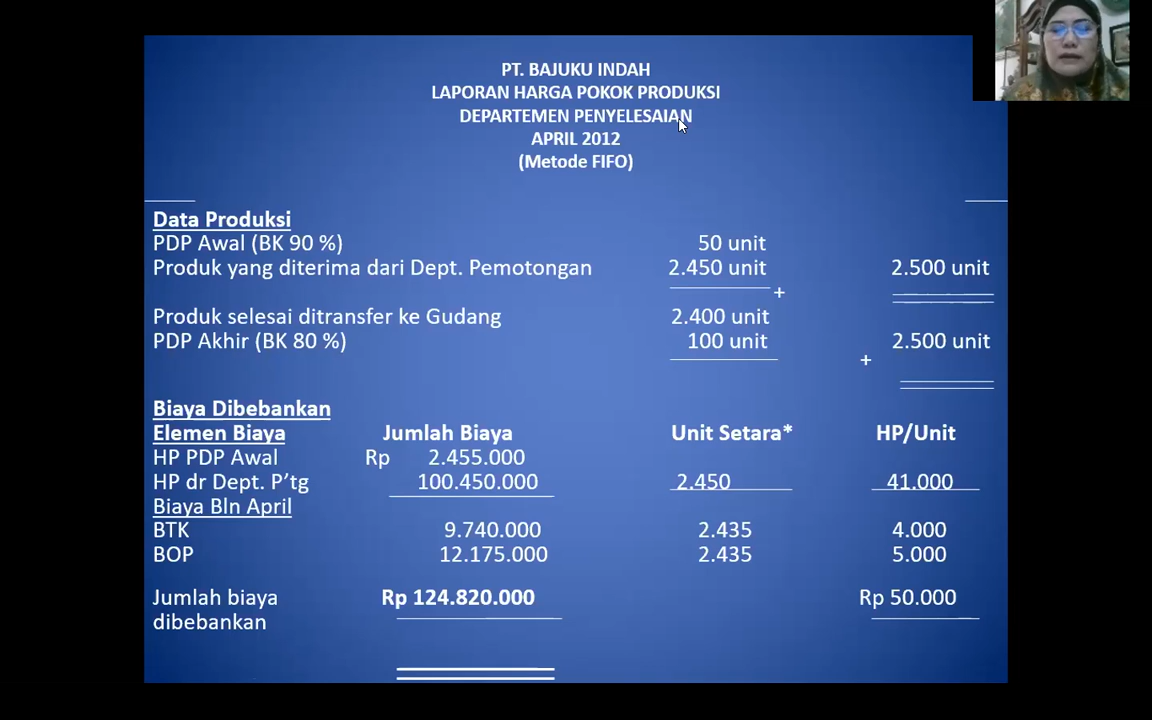 PT. BAJUKU INDAH
LAPORAN HARGA POKOK PRODUKSI
DEPARTEMEN PENYELESAIAN
APRIL 2012
(Metode FIFO)
Data Produksi
PDP Awal (BK 90 %) 50 unit
Produk yang diterima dari Dept. Pemotongan 2.450 unit 2.500 unit
+
Produk selesai ditransfer ke Gudang 2.400 unit
PDP Akhir (BK 80 %) 100 unit 2.500 unit
+
Biaya Dibebankan
Elemen Biaya Jumlah Biaya Unit Setara* HP/Unit
HP PDP Awal Rp 2.455.000
HP dr Dept. P’tg 100.450.000 2.450 41.000
Biaya Bln April
BTK 9.740.000 2.435 4.000
BOP 12.175.000 2.435 5.000
Jumlah biaya Rp 124.820.000 Rp 50.000
dibebankan